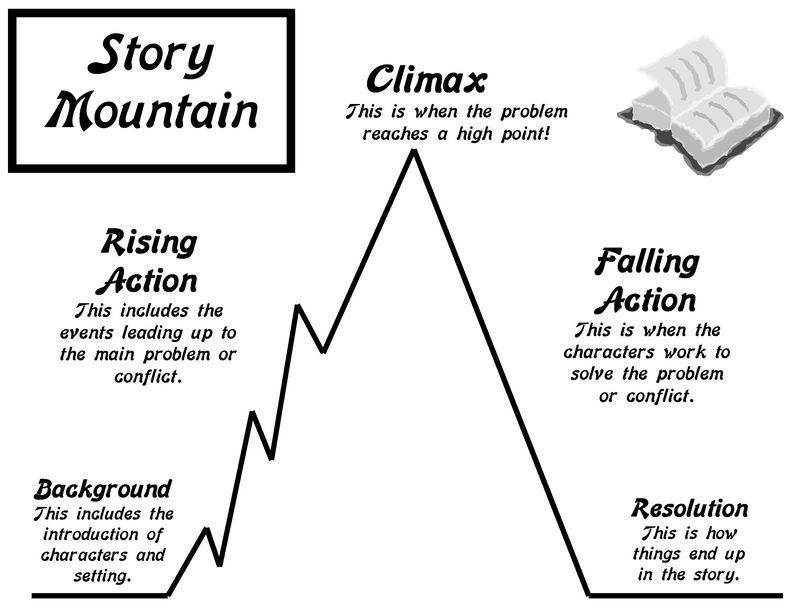 Story
Mountain
Climax
This is when the problem
reaches a high point!
Rising
Action
This includes the
events leading up to
the main problem or
conflict.
Falling
Action
This is when the
characters work to
solve the problem
or conflict.
Background
This includes the
introduction of
characters and
setting.
Resolution
This is how
things end up
in the story.